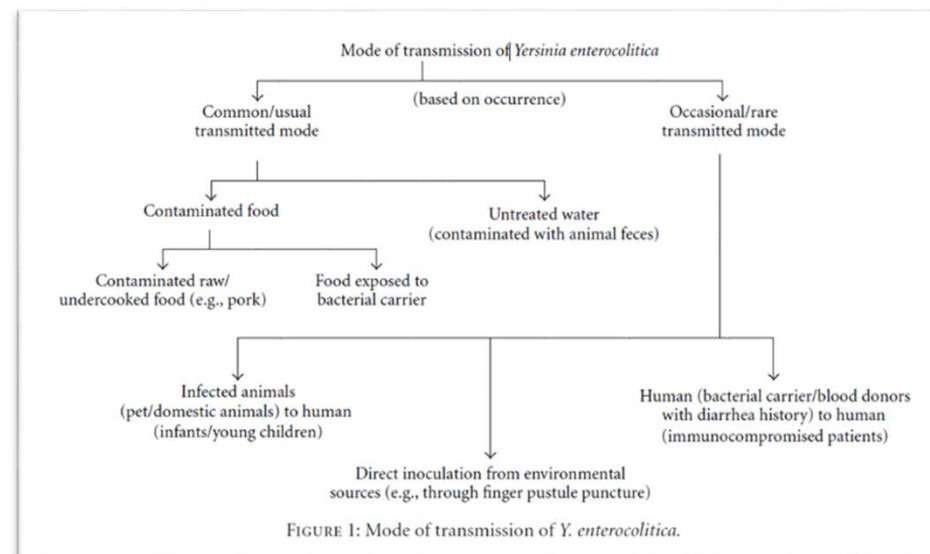 Mode of transmission of Yersinia enterocolitica
(based on occurrence)
Common/usual
transmitted mode
Occasional/rare
transmitted mode
Contaminated food
Untreated water
(contaminated with animal feces)
Contaminated raw/
undercooked food (e.g., pork)
Food exposed to
bacterial carrier
Infected animals
(pet/domestic animals) to human
(infants/young children)
Human (bacterial carrier/blood donors
with diarrhea history) to human
(immunocompromised patients)
Direct inoculation from environmental
sources (e.g., through finger pustule puncture)
FIGURE 1: Mode of transmission of Y. enterocolitica.